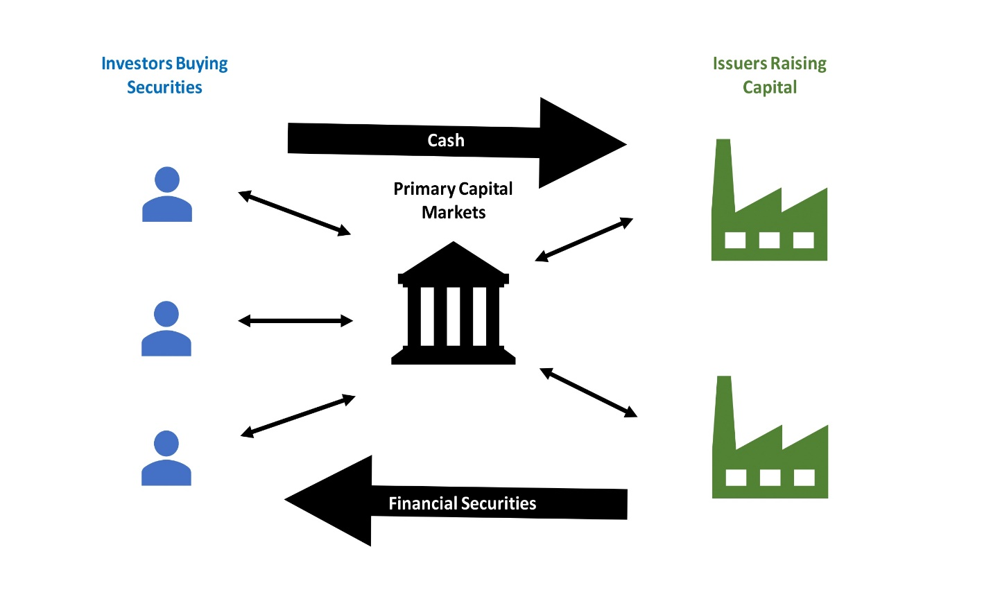 Investors Buying
Securities
Issuers Raising
Capital
Cash
Primary Capital
Markets
Financial Securities